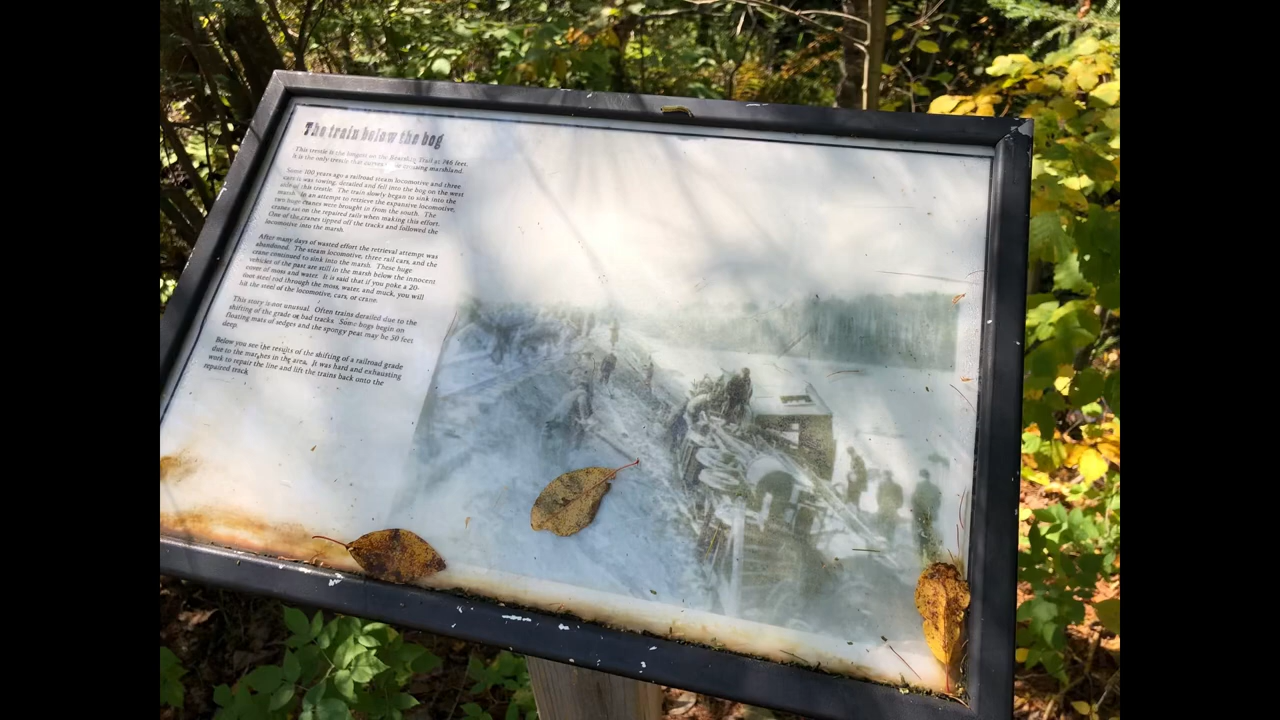 The train below the bog
This trestle is the longest on the Bearskin Trail at 746 feet.
It is the only trestle that curves crossing marshland.
Some 100 years ago a railroad steam locomotive and three
cars it was towing, derailed and fell into the bog on the west
side of this trestle. The train slowly began to sink into the
marsh. In an attempt to retrieve the expansive locomotive,
two huge cranes were brought in from the south. The
cranes sat on the repaired rails when making this effort.
One of the cranes tipped off the tracks and followed the
locomotive into the marsh.
After many days of wasted effort the retrieval attempt was
abandoned. The steam locomotive, three rail cars, and the
crane continued to sink into the marsh. These huge
vehicles of the past are still in the marsh below the innocent
cover of moss and water. It is said that if you poke a 20-
foot steel rod through the moss, water, and muck, you will
hit the steel of the locomotive, cars, or crane.
This story is not unusual. Often trains derailed due to the
shifting of the grade or bad tracks. Some bogs begin on
floating mats of sedges and the spongy peat may be 50 feet
deep.
Below you see the results of the shifting of a railroad grade
due to the marshes in the area. It was hard and exhausting
work to repair the line and lift the trains back onto the
repaired track.